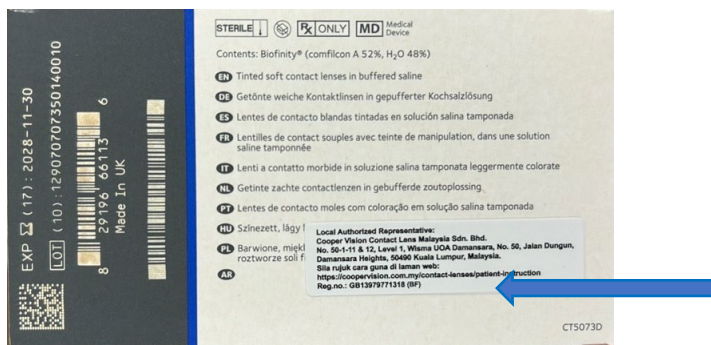 EXP (17): 2028-11-30
LOT (10): 129070707350140010
8 29196 66113 6
Made In UK
STERILE Rx ONLY MD Medical
Device
Contents: Biofinity® (comfilcon A 52%, H₂O 48%)
EN Tinted soft contact lenses in buffered saline
DE Getönte weiche Kontaktlinsen in gepufferter Kochsalzlösung
ES Lentes de contacto blandas tintadas en solución salina tamponada
FR Lentilles de contact souples avec teinte de manipulation, dans une solution
saline tamponnée
IT Lenti a contatto morbide in soluzione salina tamponata leggermente colorate
NL Getinte zachte contactlenzen in gebufferde zoutoplossing
PT Lentes de contacto moles com coloração em solução salina tamponada
HU Színezett, lágy
PL Barwione, miękk
roztworze soli f
AR
Local Authorized Representative:
Cooper Vision Contact Lens Malaysia Sdn. Bhd.
No. 50-1-11 & 12, Level 1, Wisma UOA Damansara, No. 50, Jalan Dungun,
Damansara Heights, 50490 Kuala Lumpur, Malaysia.
Sila rujuk cara guna di laman web:
https://coopervision.com.my/contact-lenses/patient-instruction
Reg.no.: GB13979771318 (BF)
CT5073D